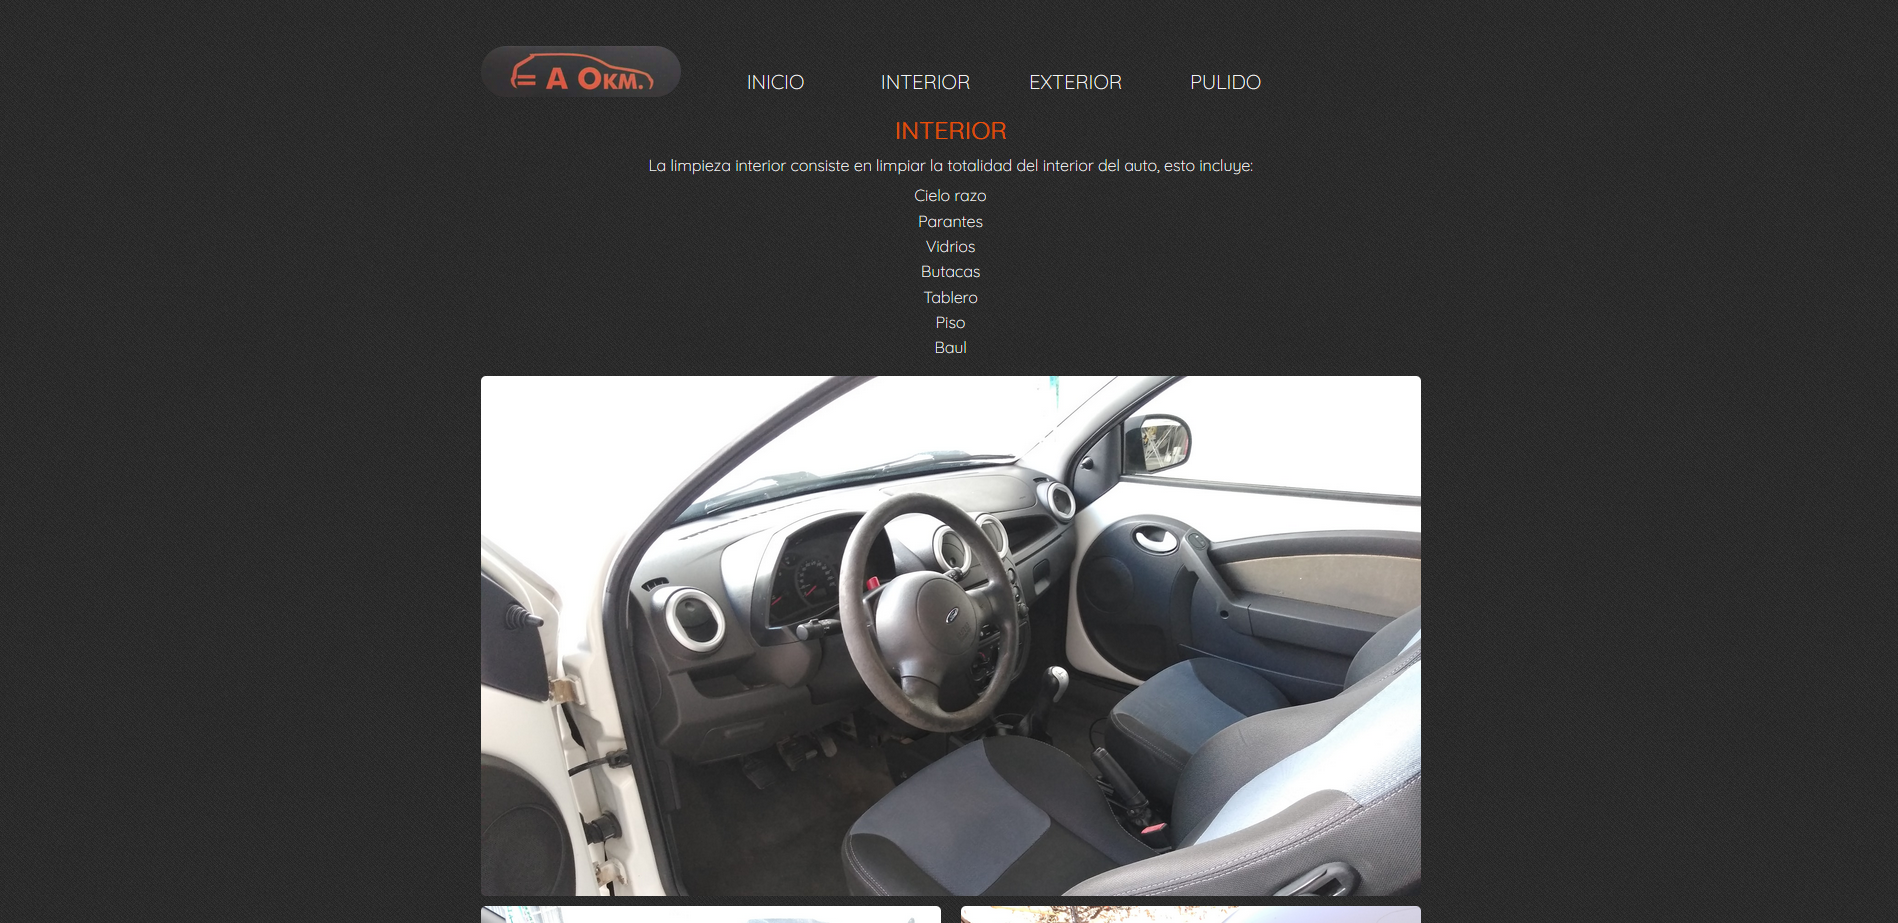 = A 0KM.
INICIO
INTERIOR
EXTERIOR
PULIDO
INTERIOR
La limpieza interior consiste en limpiar la totalidad del interior del auto, esto incluye:
Cielo razo
Parantes
Vidrios
Butacas
Tablero
Piso
Baul